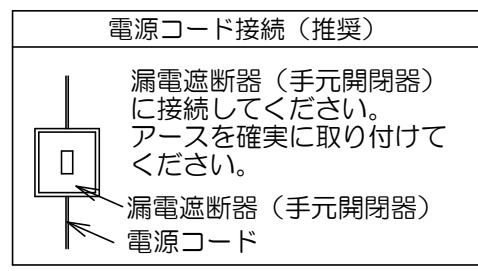 電源コード接続（推奨）
漏電遮断器（手元開閉器）
に接続してください。
アースを確実に取り付けて
ください。
漏電遮断器（手元開閉器）
電源コード